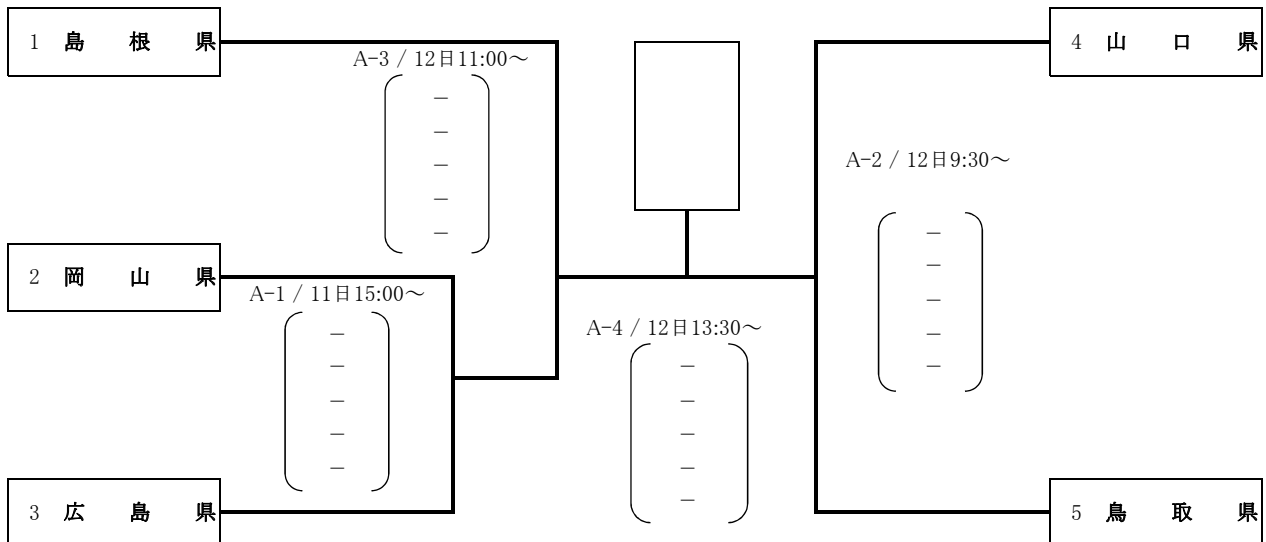 1 島 根 県
4 山 口 県
A-3 / 12日11:00～
－
－
－
－
－
A-2 / 12日9:30～
－
－
－
－
－
2 岡 山 県
A-1 / 11日15:00～
－
－
－
－
－
A-4 / 12日13:30～
－
－
－
－
－
3 広 島 県
5 鳥 取 県